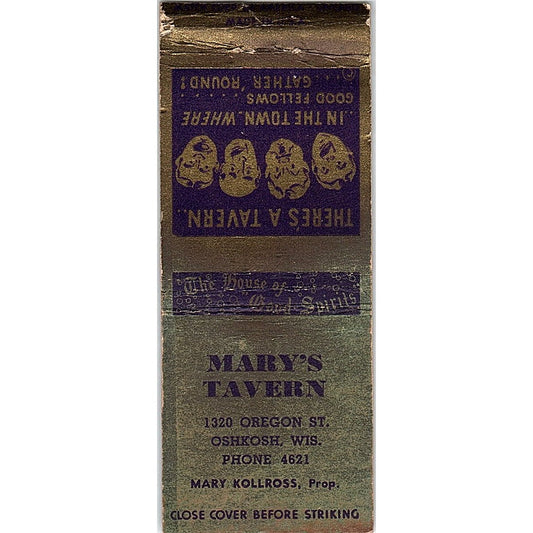 THERE'S A TAVERN..
..IN THE TOWN..WHERE
GOOD FELLOWS......
©....GATHER 'ROUND!
The House of
Good Spirits
MARY'S
TAVERN
1320 OREGON ST.
OSHKOSH, WIS.
PHONE 4621
MARY KOLLROSS, Prop.
CLOSE COVER BEFORE STRIKING